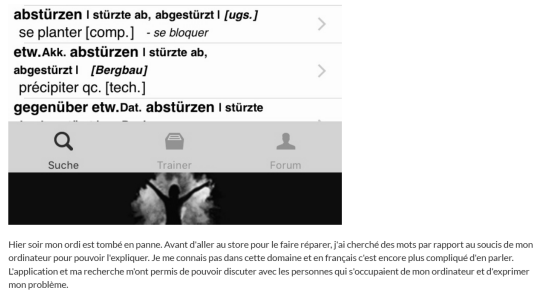 abstürzen | stürzte ab, abgestürzt | [ugs.]
se planter [comp.] - se bloquer
etw.Akk. abstürzen | stürzte ab,
abgestürzt | [Bergbau]
précipiter qc. [tech.]
gegenüber etw.Dat. abstürzen | stürzte
Suche Trainer Forum
Hier soir mon ordi est tombé en panne. Avant d'aller au store pour le faire réparer, j'ai cherché des mots par rapport au soucis de mon
ordinateur pour pouvoir l'expliquer. Je me connais pas dans cette domaine et en français c'est encore plus compliqué d'en parler.
L'application et ma recherche m'ont permis de pouvoir discuter avec les personnes qui s'occupaient de mon ordinateur et d'exprimer
mon problème.